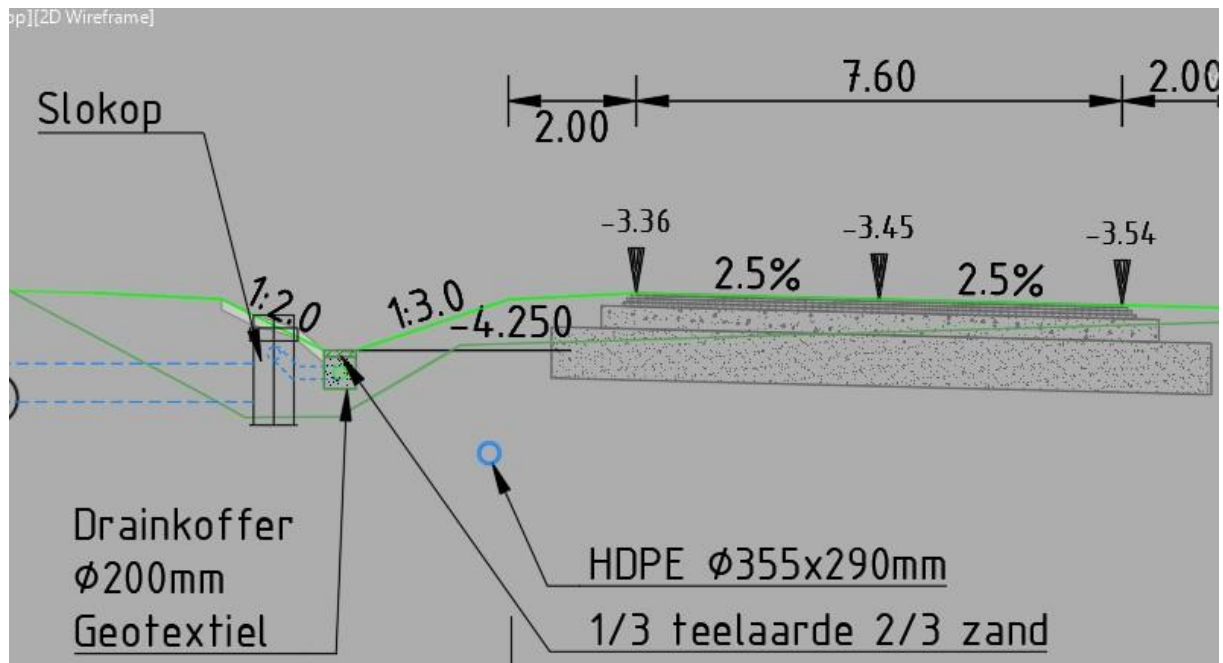 op][2D Wireframe]
7.60
2.00
2.00
Slokop
-3.36
-3.45
-3.54
2.5%
2.5%
1:2.0
1:3.0
-4.250
Drainkoffer
Φ200mm
Geotextiel
HDPE Φ355x290mm
1/3 teelaarde 2/3 zand